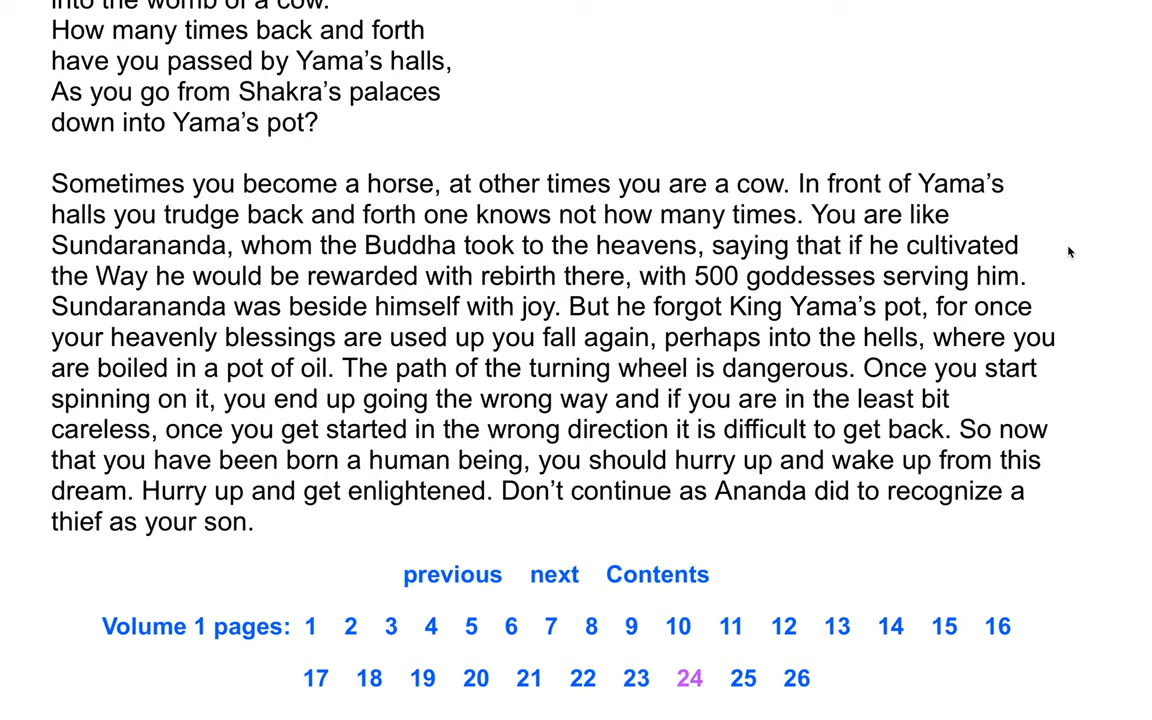 into the womb of a cow.
How many times back and forth
have you passed by Yama’s halls,
As you go from Shakra’s palaces
down into Yama’s pot?
Sometimes you become a horse, at other times you are a cow. In front of Yama’s
halls you trudge back and forth one knows not how many times. You are like
Sundarananda, whom the Buddha took to the heavens, saying that if he cultivated
the Way he would be rewarded with rebirth there, with 500 goddesses serving him.
Sundarananda was beside himself with joy. But he forgot King Yama’s pot, for once
your heavenly blessings are used up you fall again, perhaps into the hells, where you
are boiled in a pot of oil. The path of the turning wheel is dangerous. Once you start
spinning on it, you end up going the wrong way and if you are in the least bit
careless, once you get started in the wrong direction it is difficult to get back. So now
that you have been born a human being, you should hurry up and wake up from this
dream. Hurry up and get enlightened. Don’t continue as Ananda did to recognize a
thief as your son.
previous next Contents
Volume 1 pages: 1 2 3 4 5 6 7 8 9 10 11 12 13 14 15 16
17 18 19 20 21 22 23 24 25 26